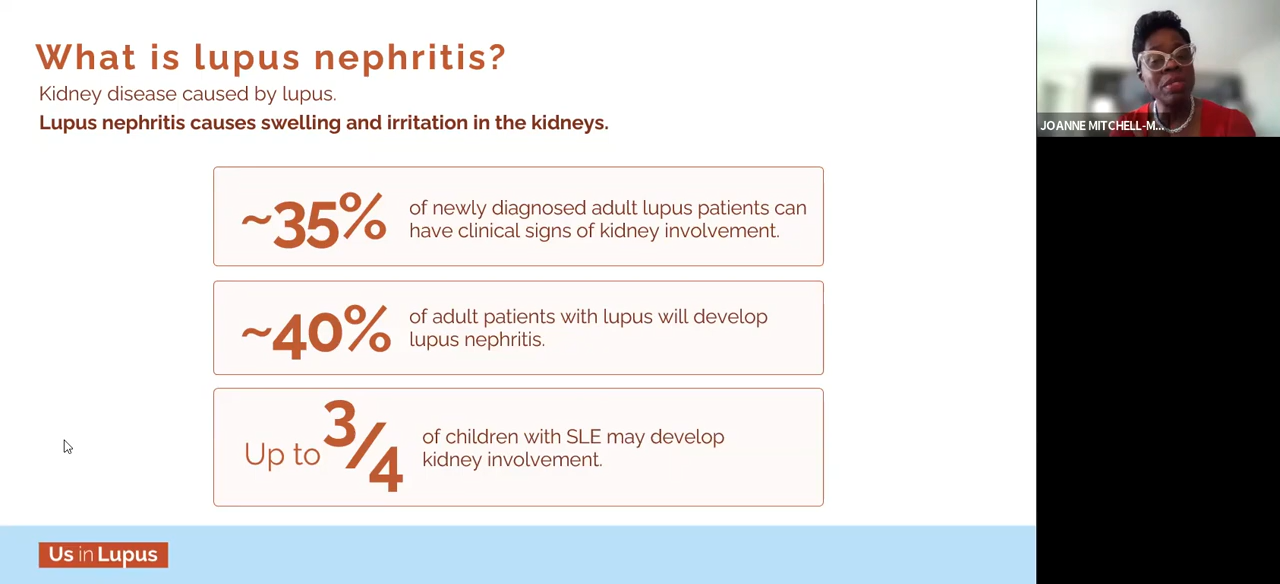 What is lupus nephritis?
Kidney disease caused by lupus.
Lupus nephritis causes swelling and irritation in the kidneys.
~35%
of newly diagnosed adult lupus patients can
have clinical signs of kidney involvement.
~40%
of adult patients with lupus will develop
lupus nephritis.
Up to 3/4
of children with SLE may develop
kidney involvement.
Us in Lupus
JOANNE MITCHELL-M...